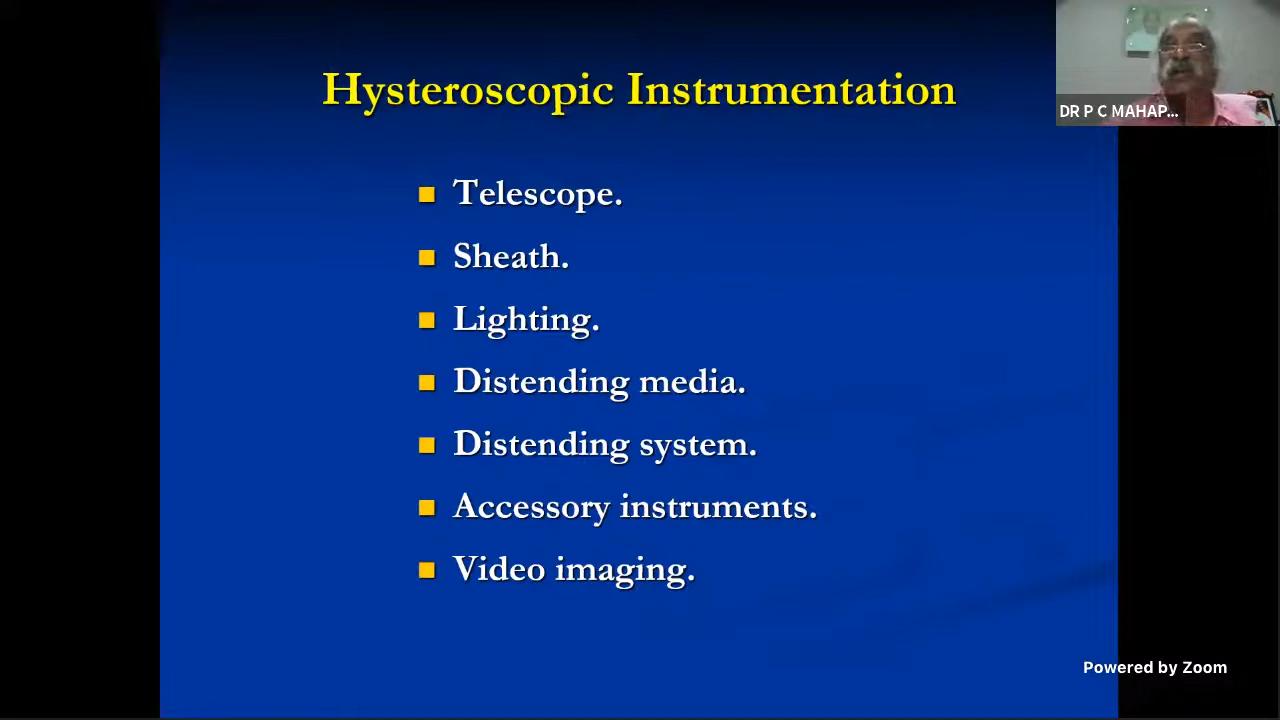 Hysteroscopic Instrumentation
DR P C MAHAP...
Telescope.
Sheath.
Lighting.
Distending media.
Distending system.
Accessory instruments.
Video imaging.
Powered by Zoom